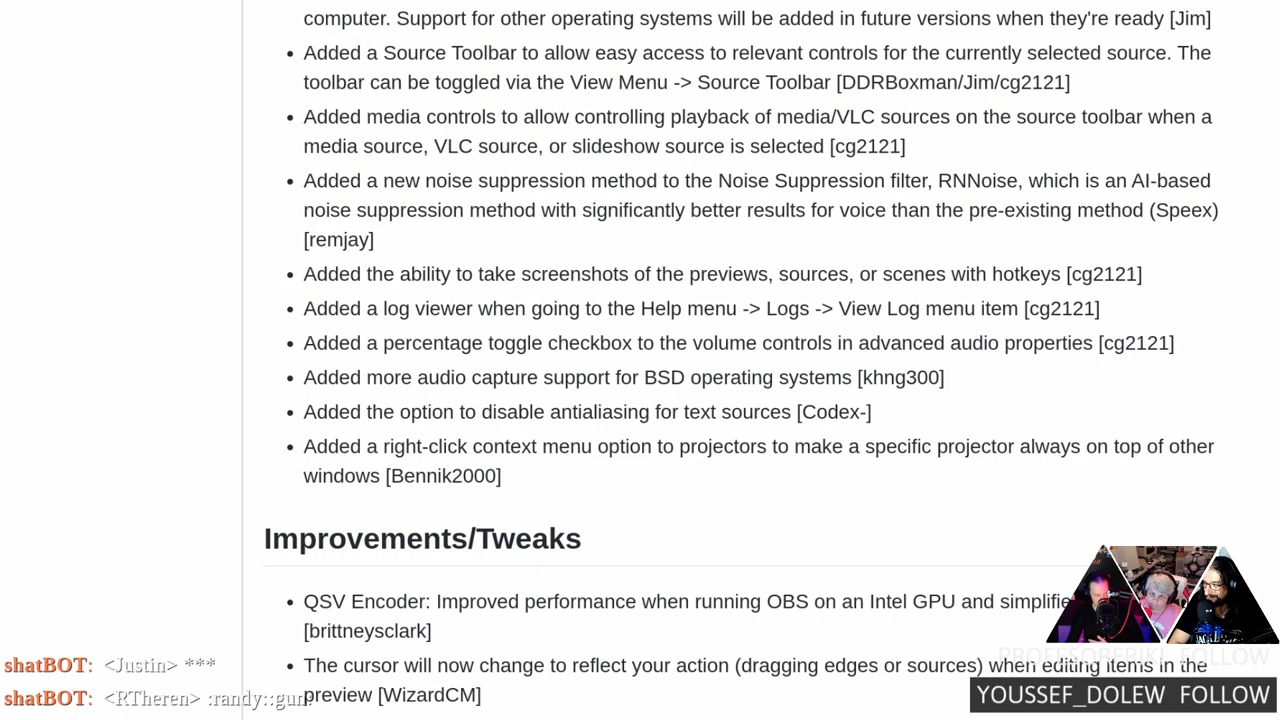 computer. Support for other operating systems will be added in future versions when they're ready [Jim]
• Added a Source Toolbar to allow easy access to relevant controls for the currently selected source. The
toolbar can be toggled via the View Menu -> Source Toolbar [DDRBoxman/Jim/cg2121]
• Added media controls to allow controlling playback of media/VLC sources on the source toolbar when a
media source, VLC source, or slideshow source is selected [cg2121]
• Added a new noise suppression method to the Noise Suppression filter, RNNoise, which is an AI-based
noise suppression method with significantly better results for voice than the pre-existing method (Speex)
[remjay]
• Added the ability to take screenshots of the previews, sources, or scenes with hotkeys [cg2121]
• Added a log viewer when going to the Help menu -> Logs -> View Log menu item [cg2121]
• Added a percentage toggle checkbox to the volume controls in advanced audio properties [cg2121]
• Added more audio capture support for BSD operating systems [khng300]
• Added the option to disable antialiasing for text sources [Codex-]
• Added a right-click context menu option to projectors to make a specific projector always on top of other
windows [Bennik2000]
Improvements/Tweaks
• QSV Encoder: Improved performance when running OBS on an Intel GPU and
[brittneysclark]
• The cursor will now change to reflect your action (dragging edges or sources) when editing items in the
preview [WizardCM]
shatBOT: <Justin> ***
shatBOT: <RTheren> :randy::gun:
FOLLOW
YOUSSEF_DOLEW FOLLOW